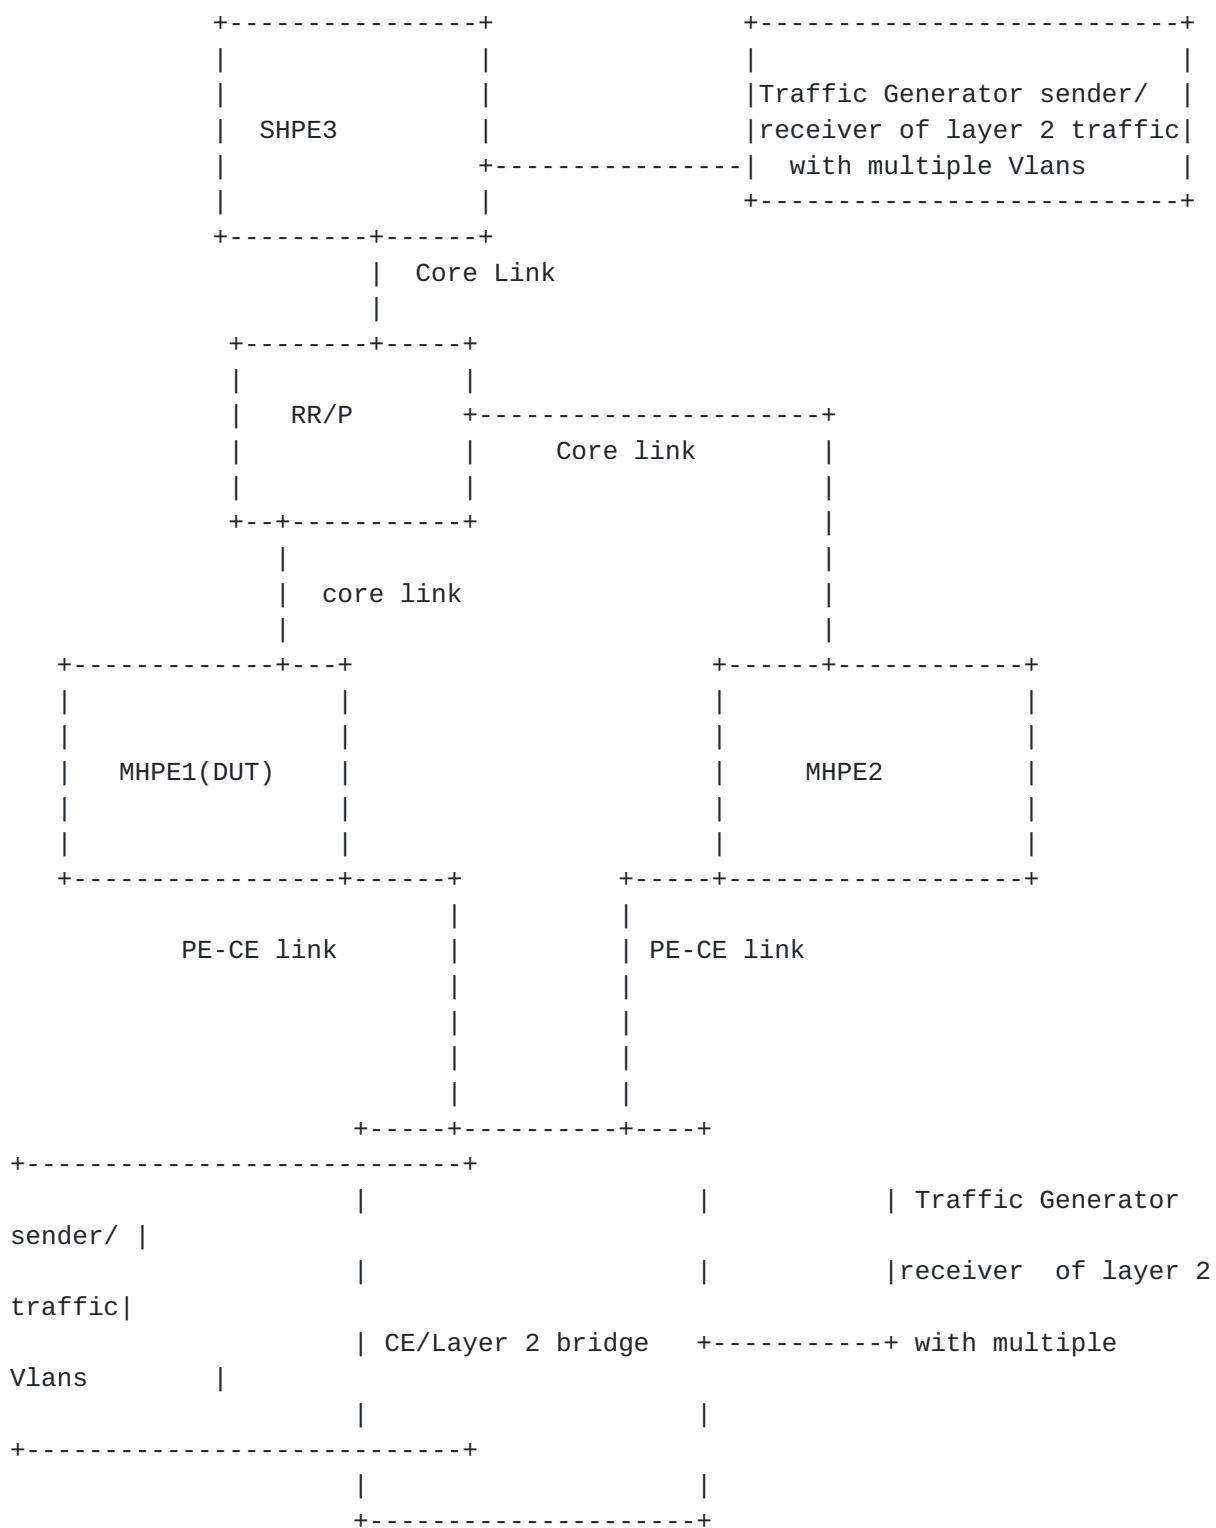 Traffic Generator sender/
SHPE3 receiver of layer 2 traffic
with multiple Vlans
Core Link
RR/P
Core link
core link
MHPE1(DUT) MHPE2
PE-CE link PE-CE link
Traffic Generator
sender/
receiver of layer 2
traffic
CE/Layer 2 bridge with multiple
Vlans